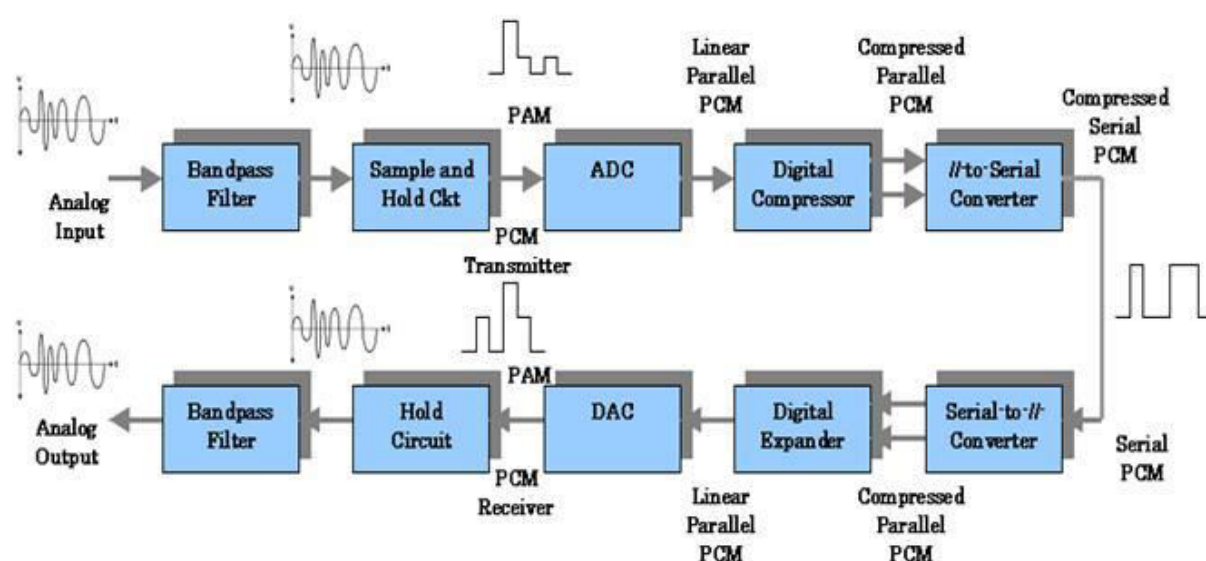 PAM
Linear
Parallel
PCM
Compressed
Parallel
PCM
Compressed
Serial
PCM
Analog
Input
Bandpass
Filter
Sample and
Hold Ckt
ADC
Digital
Compressor
//-to-Serial
Converter
PCM
Transmitter
PAM
Analog
Output
Bandpass
Filter
Hold
Circuit
DAC
Digital
Expander
Serial-to-//-
Converter
Serial
PCM
PCM
Receiver
Linear
Parallel
PCM
Compressed
Parallel
PCM